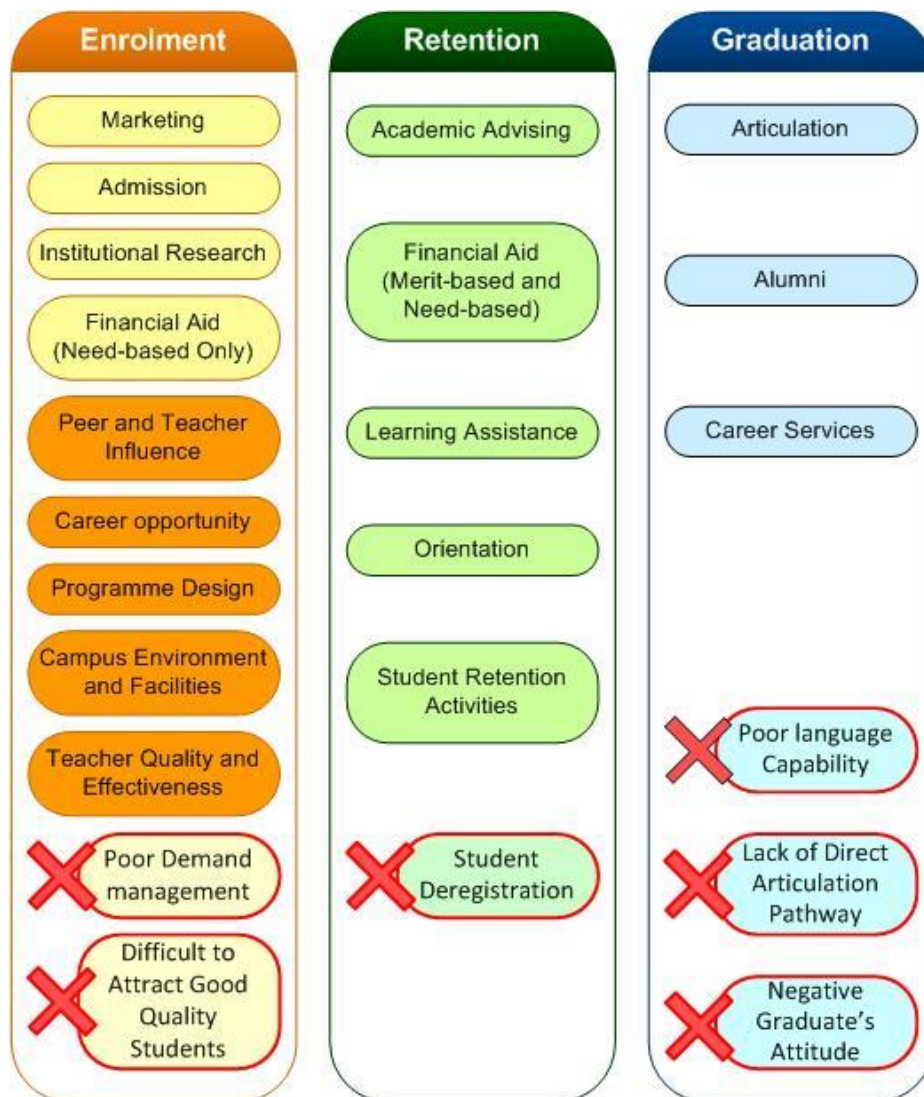 Enrolment
Marketing
Admission
Institutional Research
Financial Aid
(Need-based Only)
Peer and Teacher
Influence
Career opportunity
Programme Design
Campus Environment
and Facilities
Teacher Quality and
Effectiveness
Poor Demand
management
Difficult to
Attract Good
Quality
Students
Retention
Academic Advising
Financial Aid
(Merit-based and
Need-based)
Learning Assistance
Orientation
Student Retention
Activities
Student
Deregistration
Graduation
Articulation
Alumni
Career Services
Poor language
Capability
Lack of Direct
Articulation
Pathway
Negative
Graduate's
Attitude